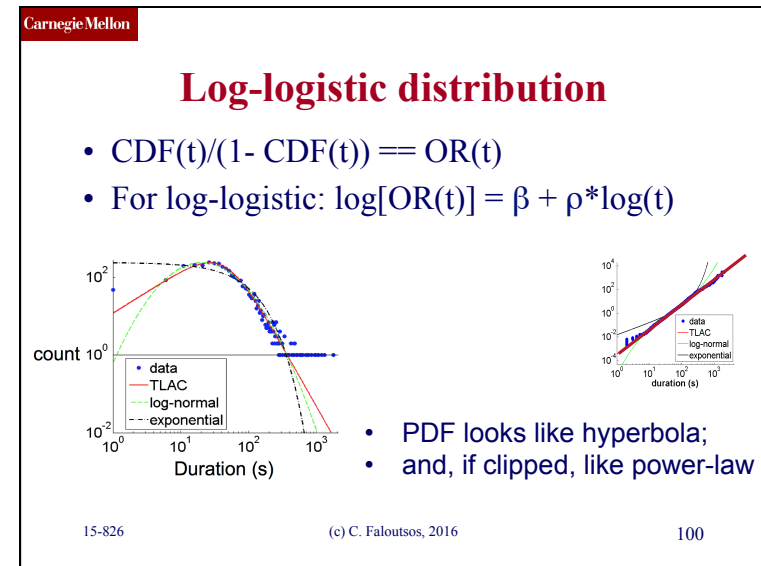 Carnegie Mellon
Log-logistic distribution
• CDF(t)/(1- CDF(t)) == OR(t)
• For log-logistic: log[OR(t)] = β + ρ*log(t)
10^2
count 10^0
10^-2
data
TLAC
log-normal
exponential
10^0 10^1 10^2 10^3
Duration (s)
10^4
10^2
10^0
10^-2
10^-4
data
TLAC
log-normal
exponential
10^0 10^1 10^2 10^3
duration (s)
• PDF looks like hyperbola;
• and, if clipped, like power-law
15-826 (c) C. Faloutsos, 2016 100